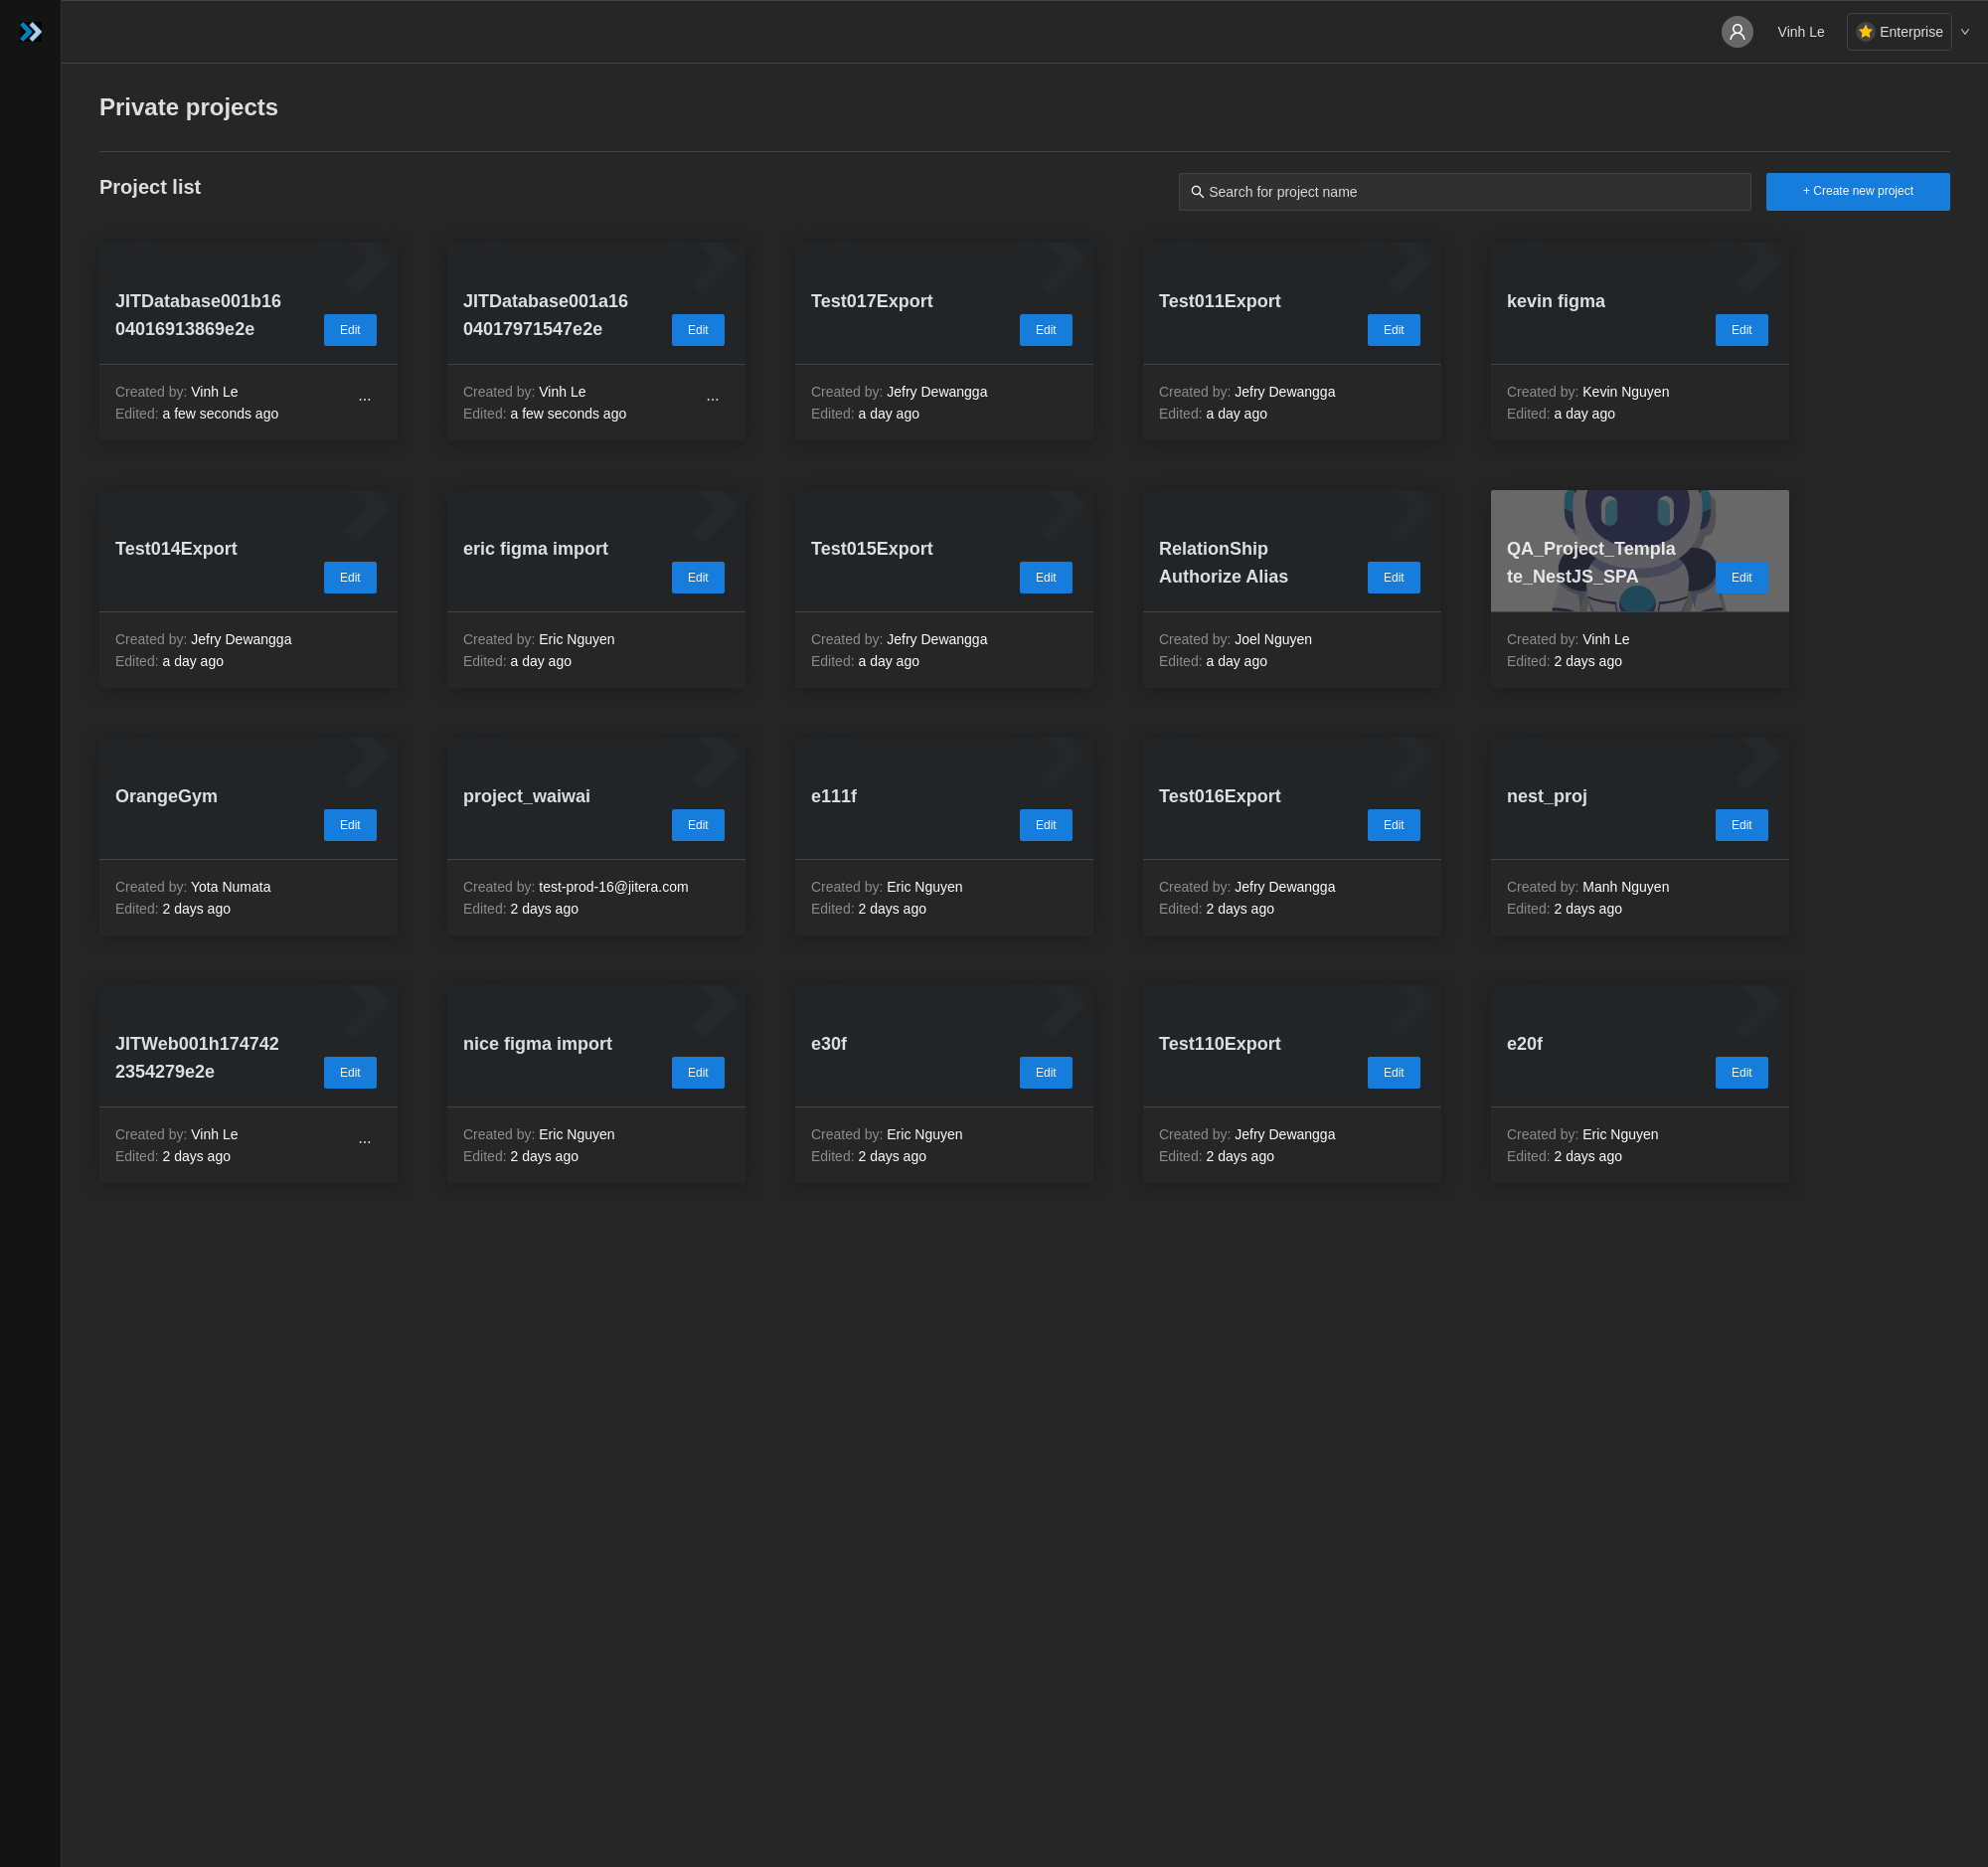 Vinh Le
Enterprise
Private projects
Project list
Search for project name
+ Create new project
JITDatabase001b16
04016913869e2e
Edit
Created by: Vinh Le
Edited: a few seconds ago
...
JITDatabase001a16
04017971547e2e
Edit
Created by: Vinh Le
Edited: a few seconds ago
...
Test017Export
Edit
Created by: Jefry Dewangga
Edited: a day ago
Test011Export
Edit
Created by: Jefry Dewangga
Edited: a day ago
kevin figma
Edit
Created by: Kevin Nguyen
Edited: a day ago
Test014Export
Edit
Created by: Jefry Dewangga
Edited: a day ago
eric figma import
Edit
Created by: Eric Nguyen
Edited: a day ago
Test015Export
Edit
Created by: Jefry Dewangga
Edited: a day ago
RelationShip
Authorize Alias
Edit
Created by: Joel Nguyen
Edited: a day ago
QA_Project_Templa
te_NestJS_SPA
Edit
Created by: Vinh Le
Edited: 2 days ago
OrangeGym
Edit
Created by: Yota Numata
Edited: 2 days ago
project_waiwai
Edit
Created by: test-prod-16@jitera.com
Edited: 2 days ago
e111f
Edit
Created by: Eric Nguyen
Edited: 2 days ago
Test016Export
Edit
Created by: Jefry Dewangga
Edited: 2 days ago
nest_proj
Edit
Created by: Manh Nguyen
Edited: 2 days ago
JITWeb001h174742
2354279e2e
Edit
Created by: Vinh Le
Edited: 2 days ago
...
nice figma import
Edit
Created by: Eric Nguyen
Edited: 2 days ago
e30f
Edit
Created by: Eric Nguyen
Edited: 2 days ago
Test110Export
Edit
Created by: Jefry Dewangga
Edited: 2 days ago
e20f
Edit
Created by: Eric Nguyen
Edited: 2 days ago